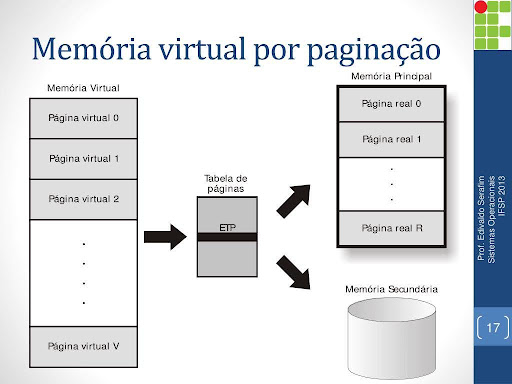 Memória virtual por paginação
Memória Virtual
Página virtual 0
Página virtual 1
Página virtual 2
.
.
.
.
Página virtual V
Tabela de
páginas
ETP
Memória Principal
Página real 0
Página real 1
.
.
.
Página real R
Memória Secundária
Prof. Edivaldo Serafim
Sistemas Operacionais
IFSP 2013
17